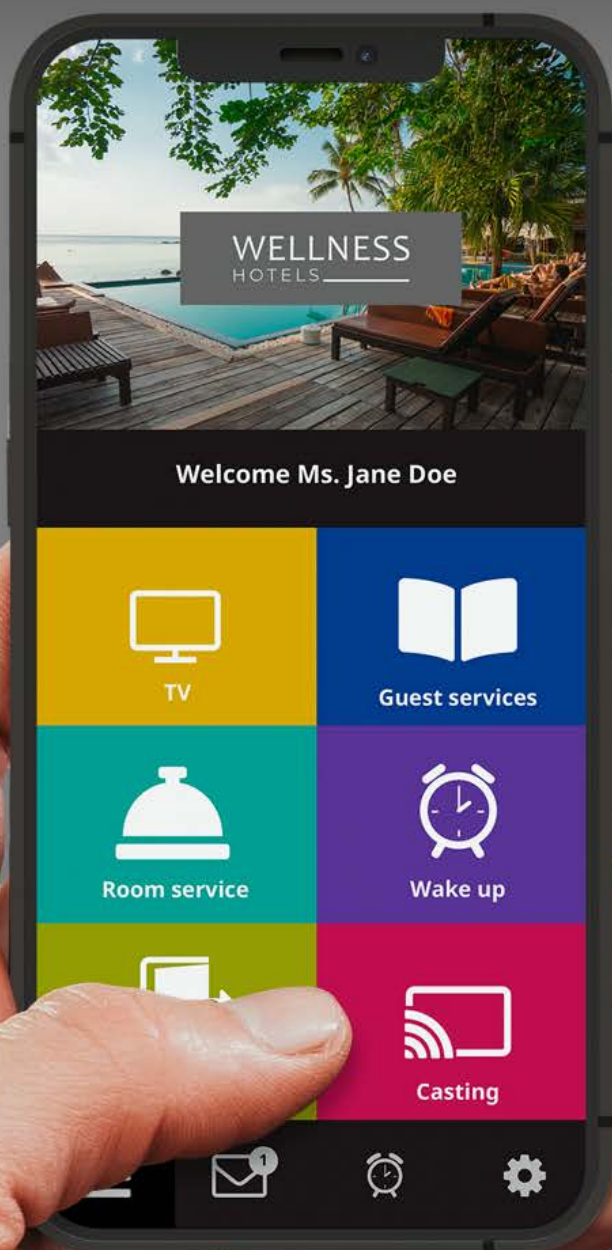 WELLNESS
HOTELS
Welcome Ms. Jane Doe
TV
Guest services
Room service
Wake up
Casting
1